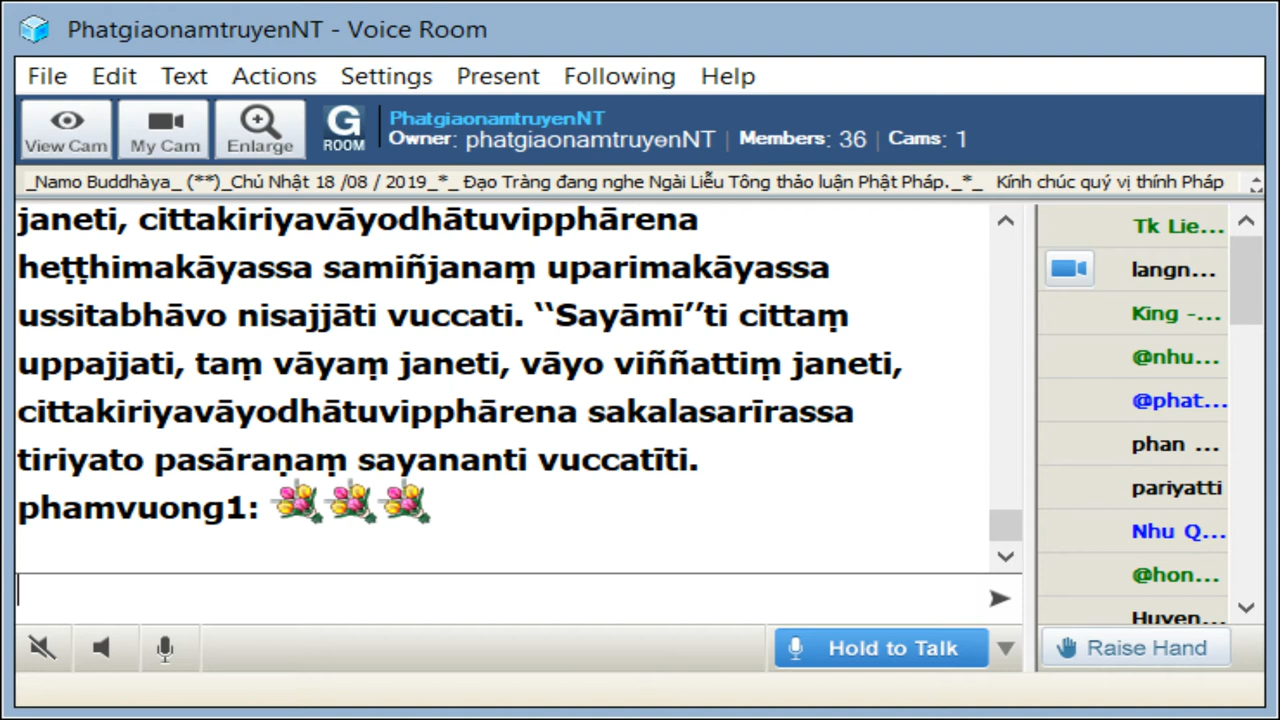 PhatgiaonamtruyenNT - Voice Room
File Edit Text Actions Settings Present Following Help
View Cam My Cam Enlarge G ROOM
PhatgiaonamtruyenNT
Owner: phatgiaonamtruyenNT | Members: 36 | Cams: 1
_Namo Buddhàya_ (**)_Chủ Nhật 18 /08 / 2019_*_ Đạo Tràng đang nghe Ngài Liễu Tông thảo luận Phật Pháp._*_ Kính chúc quý vị thính Pháp
janeti, cittakiriyavāyodhātuvipphārena
heṭṭhimakāyassa samiñjanaṃ uparimakāyassa
ussitabhāvo nisajjāti vuccati. ‘‘Sayāmī’’ti cittaṃ
uppajjati, taṃ vāyaṃ janeti, vāyo viññattiṃ janeti,
cittakiriyavāyodhātuvipphārena sakalasarīrassa
tiriyato pasāraṇaṃ sayananti vuccatīti.
phamvuong1:
Tk Lie...
langn...
King -...
@nhu...
@phat...
phan ...
pariyatti
Nhu Q...
@hon...
Huyen...
Hold to Talk
Raise Hand